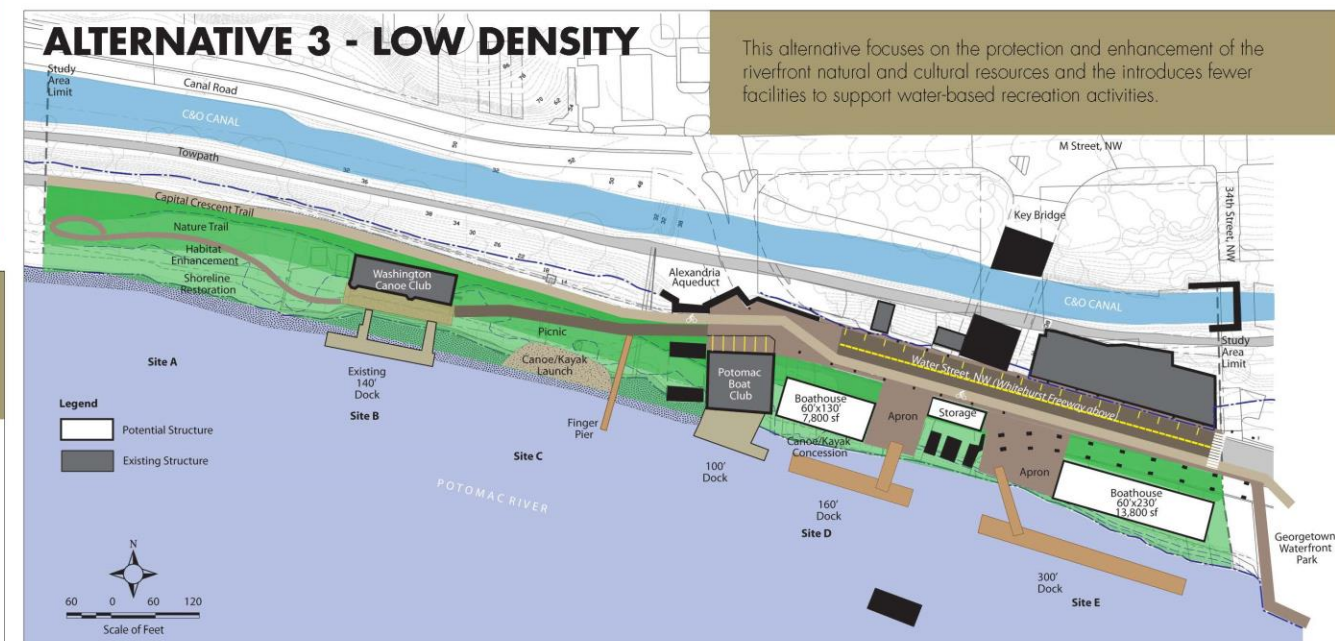 ALTERNATIVE 3 - LOW DENSITY
This alternative focuses on the protection and enhancement of the
riverfront natural and cultural resources and the introduces fewer
facilities to support water-based recreation activities.
Study
Area
Limit
Canal Road
C&O CANAL
Towpath
M Street, NW
34th Street, NW
Key Bridge
Capital Crescent Trail
Nature Trail
Habitat
Enhancement
Shoreline
Restoration
Washington
Canoe Club
Alexandria
Aqueduct
C&O CANAL
Study
Area
Limit
Picnic
Canoe/Kayak
Launch
Potomac
Boat
Club
Water Street, NW (Whitehurst Freeway above)
Boathouse
60'x130'
7,800 sf
Apron
Storage
Canoe/Kayak
Concession
Apron
Boathouse
60'x230'
13,800 sf
Site A
Existing
140'
Dock
Site B
Finger
Pier
Site C
100'
Dock
160'
Dock
Site D
300'
Dock
Site E
Georgetown
Waterfront
Park
POTOMAC RIVER
Legend
Potential Structure
Existing Structure
N
60 0 60 120
Scale of Feet